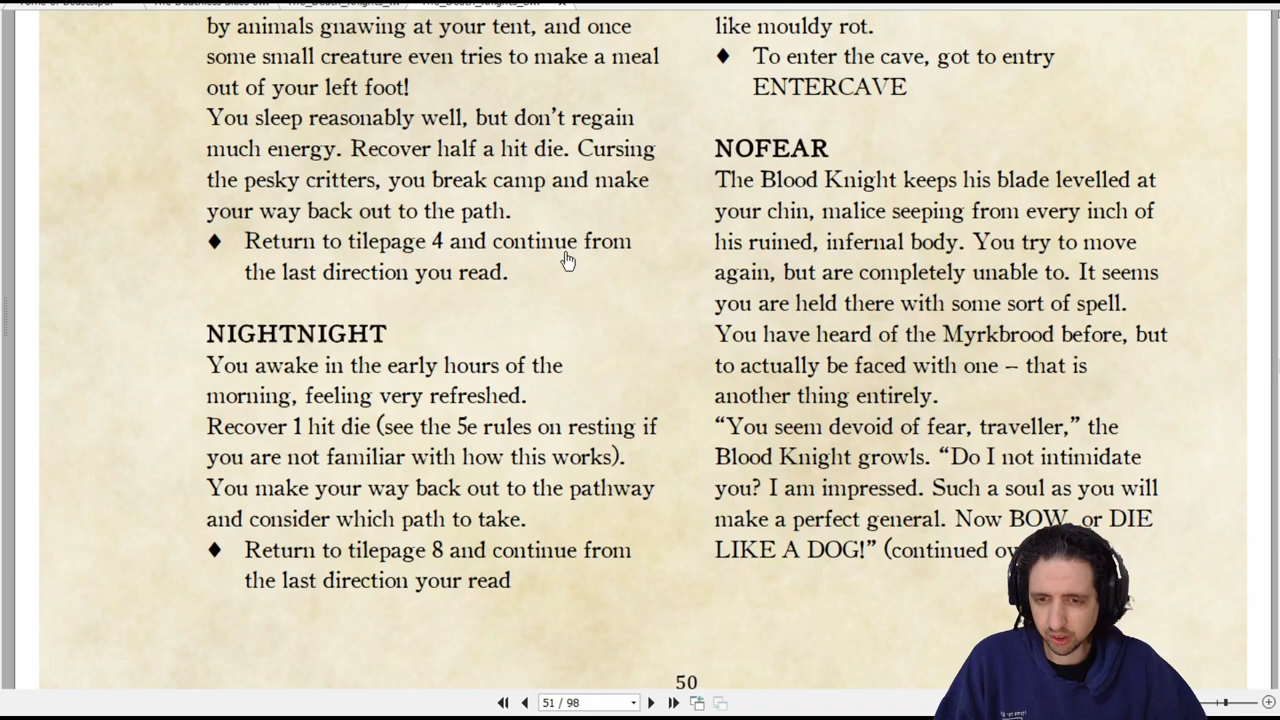 by animals gnawing at your tent, and once
some small creature even tries to make a meal
out of your left foot!
You sleep reasonably well, but don't regain
much energy. Recover half a hit die. Cursing
the pesky critters, you break camp and make
your way back out to the path.
♦ Return to tilepage 4 and continue from
the last direction you read.
NIGHTNIGHT
You awake in the early hours of the
morning, feeling very refreshed.
Recover 1 hit die (see the 5e rules on resting if
you are not familiar with how this works).
You make your way back out to the pathway
and consider which path to take.
♦ Return to tilepage 8 and continue from
the last direction your read
like mouldy rot.
♦ To enter the cave, got to entry
ENTERCAVE
NOFEAR
The Blood Knight keeps his blade levelled at
your chin, malice seeping from every inch of
his ruined, infernal body. You try to move
again, but are completely unable to. It seems
you are held there with some sort of spell.
You have heard of the Myrkbrood before, but
to actually be faced with one – that is
another thing entirely.
“You seem devoid of fear, traveller,” the
Blood Knight growls. “Do I not intimidate
you? I am impressed. Such a soul as you will
make a perfect general. Now BOW, or DIE
LIKE A DOG!” (continued
50
51 / 98